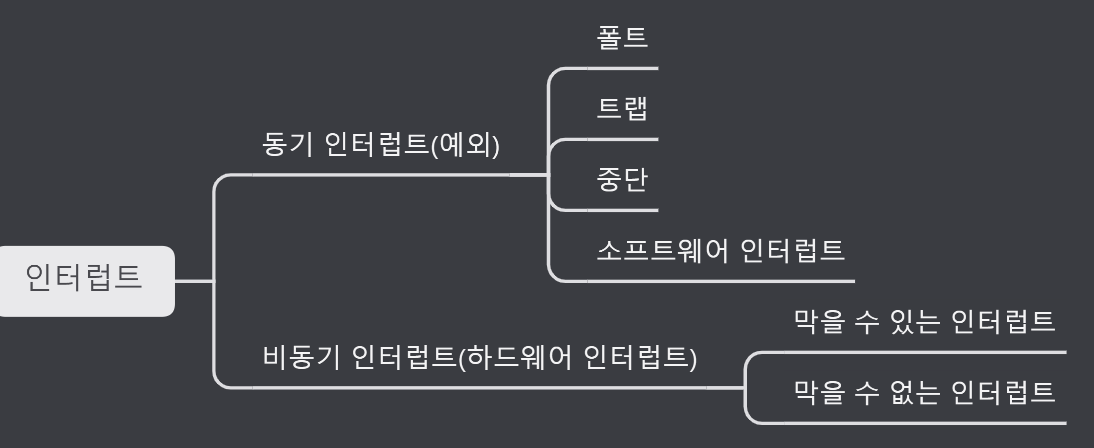 폴트
트랩
동기 인터럽트(예외)
중단
소프트웨어 인터럽트
인터럽트
막을 수 있는 인터럽트
비동기 인터럽트(하드웨어 인터럽트)
막을 수 없는 인터럽트